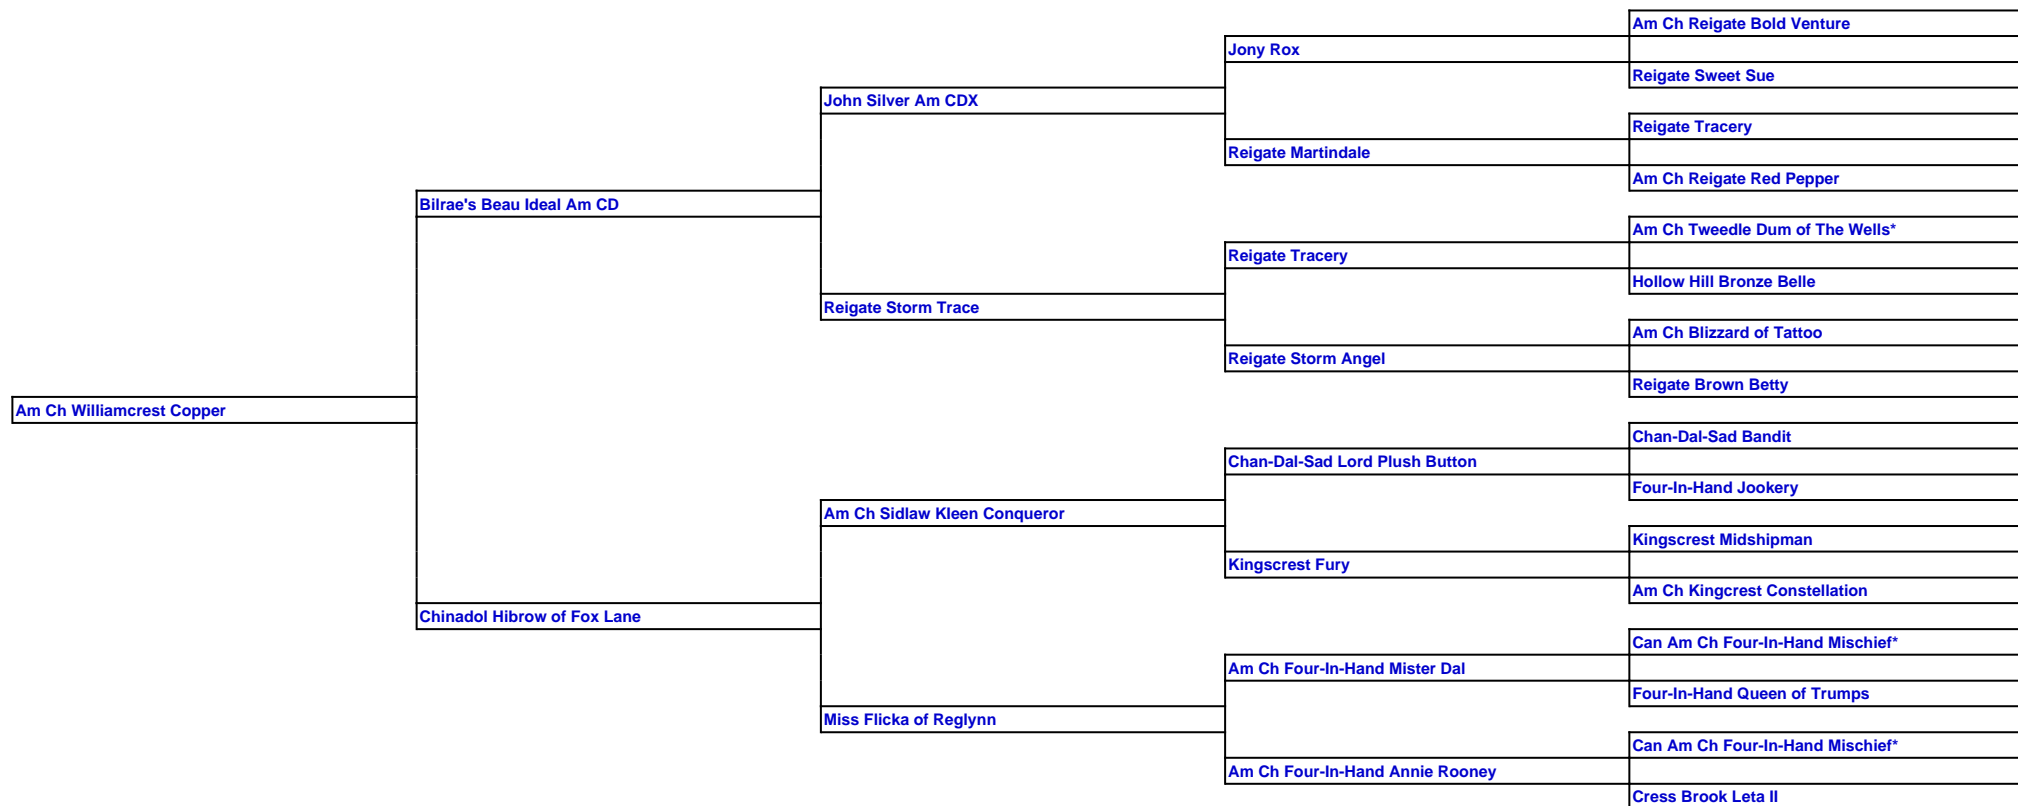 Am Ch Reigate Bold Venture
Jony Rox
Reigate Sweet Sue
John Silver Am CDX
Reigate Tracery
Reigate Martindale
Am Ch Reigate Red Pepper
Bilrae's Beau Ideal Am CD
Am Ch Tweedle Dum of The Wells*
Reigate Tracery
Hollow Hill Bronze Belle
Reigate Storm Trace
Am Ch Blizzard of Tattoo
Reigate Storm Angel
Reigate Brown Betty
Am Ch Williamcrest Copper
Chan-Dal-Sad Bandit
Chan-Dal-Sad Lord Plush Button
Four-In-Hand Jookery
Am Ch Sidlaw Kleen Conqueror
Kingscrest Midshipman
Kingscrest Fury
Am Ch Kingcrest Constellation
Chinadol Hibrow of Fox Lane
Can Am Ch Four-In-Hand Mischief*
Am Ch Four-In-Hand Mister Dal
Four-In-Hand Queen of Trumps
Miss Flicka of Reglynn
Can Am Ch Four-In-Hand Mischief*
Am Ch Four-In-Hand Annie Rooney
Cress Brook Leta II